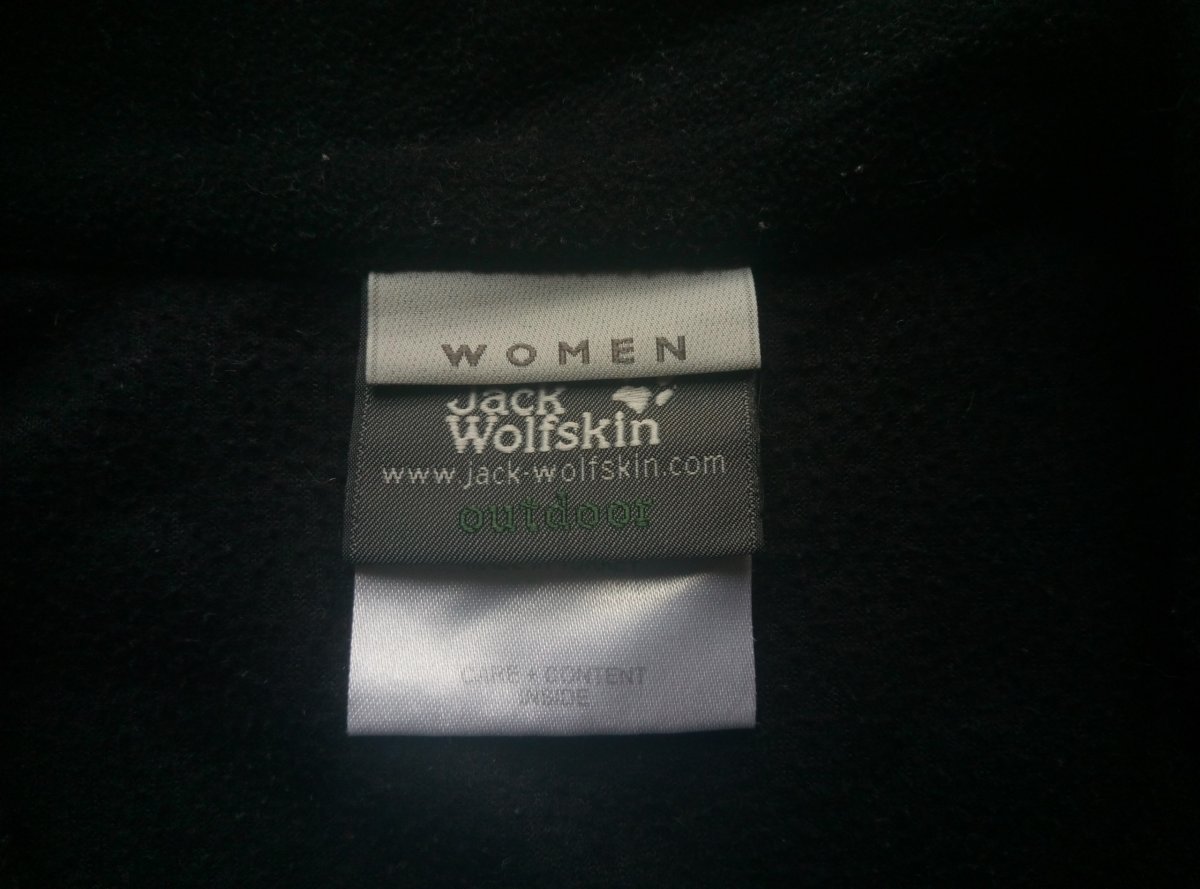 WOMEN
Jack
Wolfskin
www.jack-wolfskin.com
outdoor
CARE + CONTENT
INSIDE